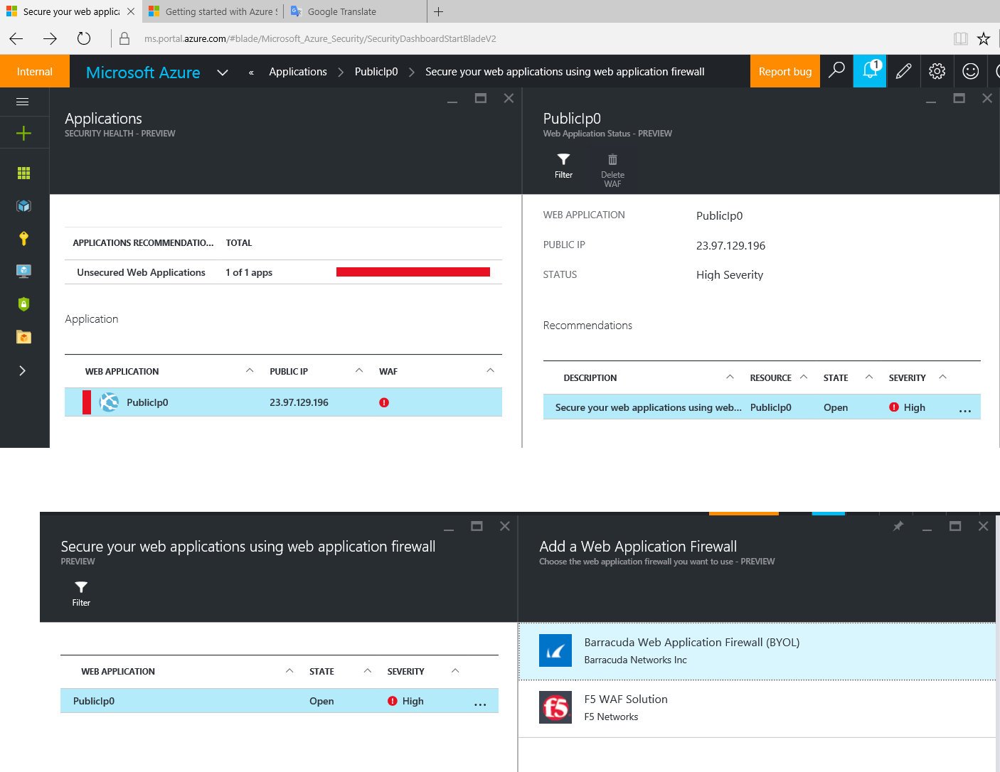 Secure your web applic
Getting started with Azure S
Google Translate
ms.portal.azure.com/#blade/Microsoft_Azure_Security/SecurityDashboardStartBladeV2
Internal
Microsoft Azure
«
Applications
PublicIp0
Secure your web applications using web application firewall
Report bug
1
Applications
SECURITY HEALTH - PREVIEW
APPLICATIONS RECOMMENDATIO... TOTAL
Unsecured Web Applications 1 of 1 apps
Application
WEB APPLICATION PUBLIC IP WAF
PublicIp0 23.97.129.196 !
PublicIp0
Web Application Status - PREVIEW
Filter
Delete
WAF
WEB APPLICATION PublicIp0
PUBLIC IP 23.97.129.196
STATUS High Severity
Recommendations
DESCRIPTION RESOURCE STATE SEVERITY
Secure your web applications using web... PublicIp0 Open ! High ...
Secure your web applications using web application firewall
PREVIEW
Filter
WEB APPLICATION STATE SEVERITY
PublicIp0 Open ! High ...
Add a Web Application Firewall
Choose the web application firewall you want to use - PREVIEW
Barracuda Web Application Firewall (BYOL)
Barracuda Networks Inc
f5
F5 WAF Solution
F5 Networks